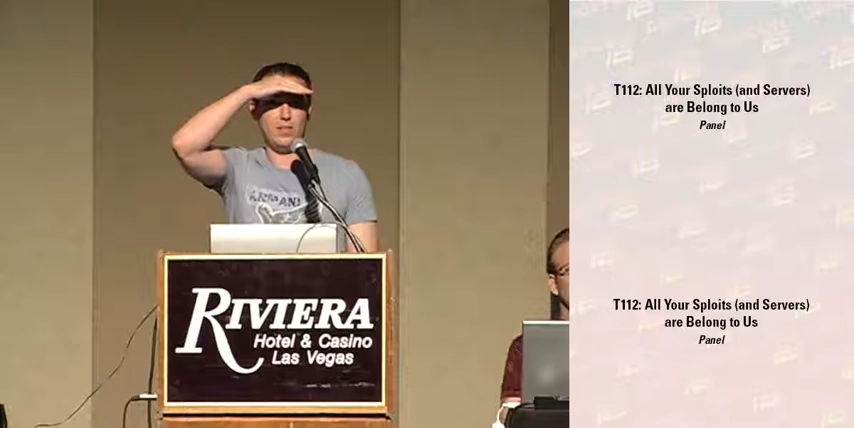 ARMANI
RIVIERA
Hotel & Casino
Las Vegas
T112: All Your Sploits (and Servers)
are Belong to Us
Panel
T112: All Your Sploits (and Servers)
are Belong to Us
Panel